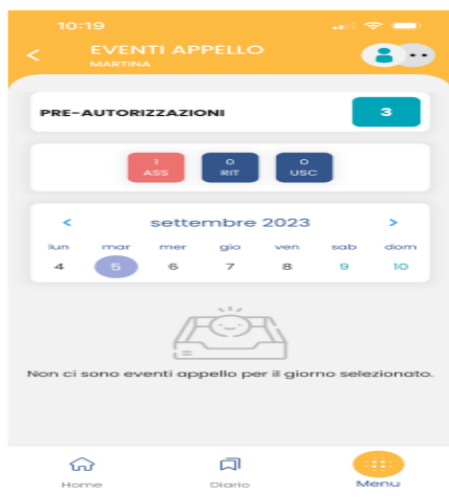 10:19
EVENTI APPELLO
MARTINA
PRE-AUTORIZZAZIONI 3
1 0 0
ASS RIT USC
settembre 2023
lun mar mer gio ven sab dom
4 5 6 7 8 9 10
Non ci sono eventi appello per il giorno selezionato.
Home Diario Menu